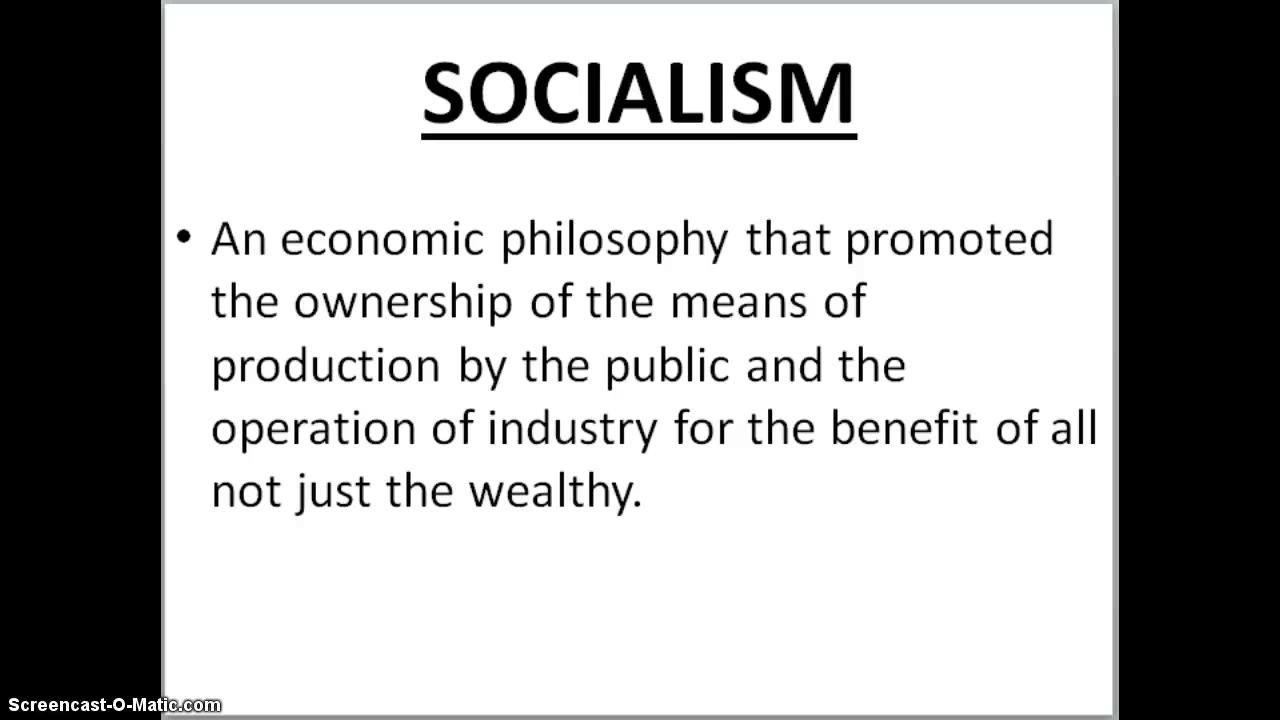 SOCIALISM
• An economic philosophy that promoted
the ownership of the means of
production by the public and the
operation of industry for the benefit of all
not just the wealthy.
Screencast-O-Matic.com